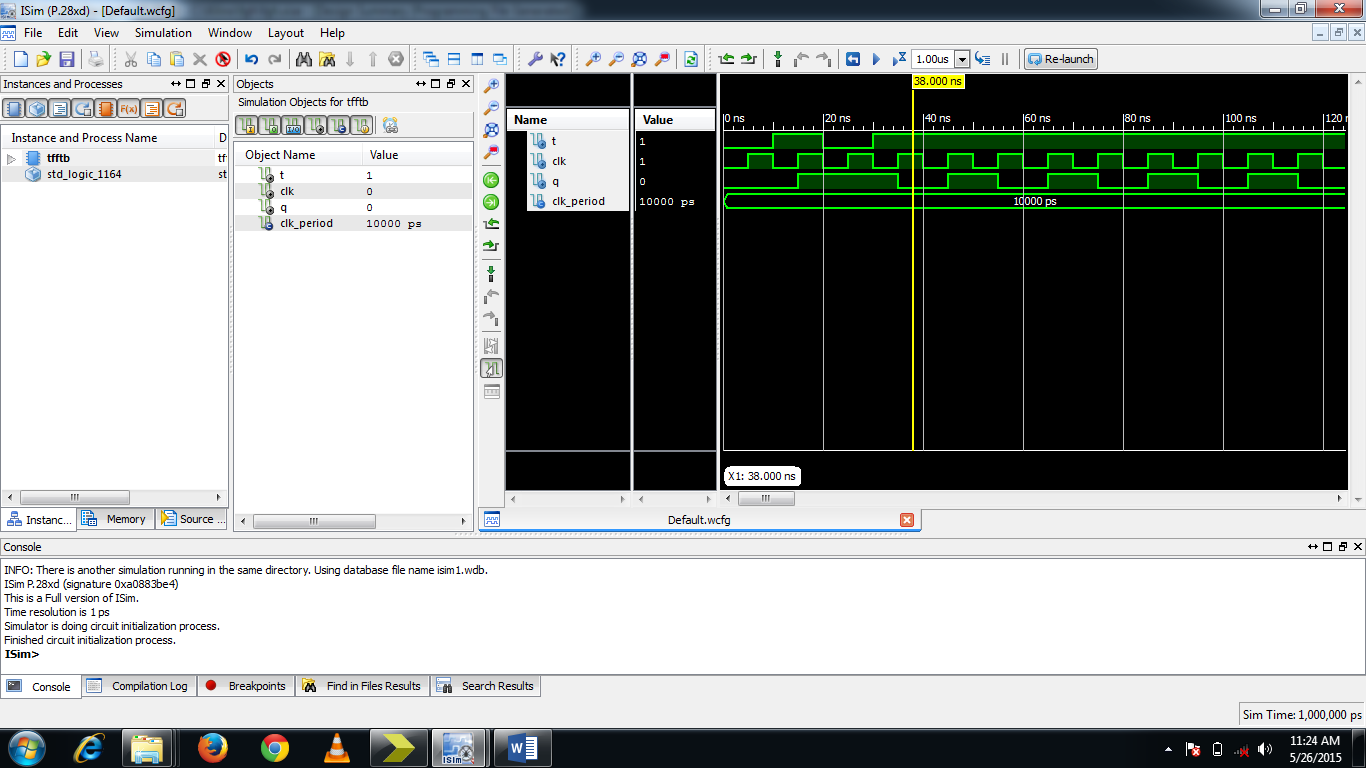 ISim (P.28xd) - [Default.wcfg]
File Edit View Simulation Window Layout Help
1.00us Re-launch
Instances and Processes
Instance and Process Name D
tfftb tf
std_logic_1164 st
Instanc... Memory Source ...
Objects
Simulation Objects for tfftb
Object Name Value
t 1
clk 0
q 0
clk_period 10000 ps
Name Value
t 1
clk 1
q 0
clk_period 10000 ps
38.000 ns
0 ns 20 ns 40 ns 60 ns 80 ns 100 ns 120 n
10000 ps
X1: 38.000 ns
Default.wcfg
Console
INFO: There is another simulation running in the same directory. Using database file name isim1.wdb.
ISim P.28xd (signature 0xa0883be4)
This is a Full version of ISim.
Time resolution is 1 ps
Simulator is doing circuit initialization process.
Finished circuit initialization process.
ISim>
Console Compilation Log Breakpoints Find in Files Results Search Results
Sim Time: 1,000,000 ps
ISim
11:24 AM
5/26/2015